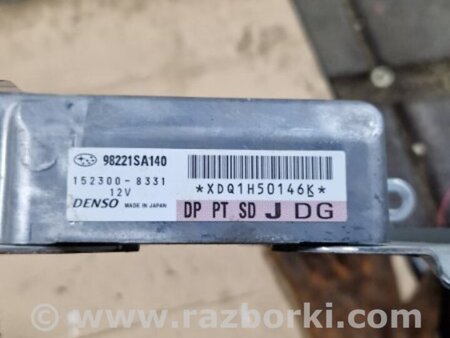 98221SA140
152300-8331
12V
DENSO MADE IN JAPAN
*XDQ1H50146K*
DP PT SD J DG
www.razborki.com